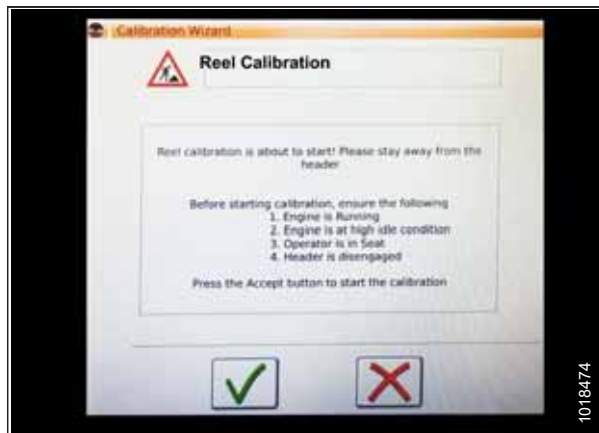 Calibration Wizard
Reel Calibration
Reel calibration is about to start! Please stay away from the
header
Before starting calibration, ensure the following
1. Engine is Running
2. Engine is at high idle condition
3. Operator is in Seat
4. Header is disengaged
Press the Accept button to start the calibration
1018474